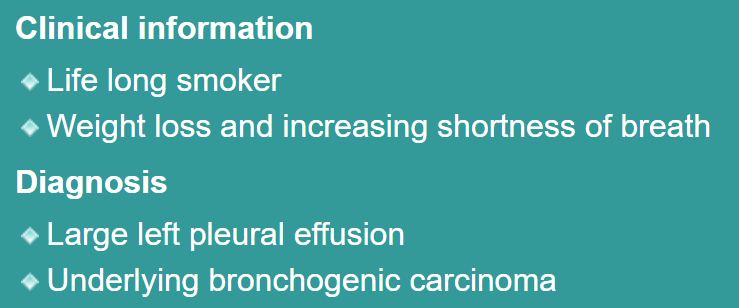 Clinical information
Life long smoker
Weight loss and increasing shortness of breath
Diagnosis
Large left pleural effusion
Underlying bronchogenic carcinoma